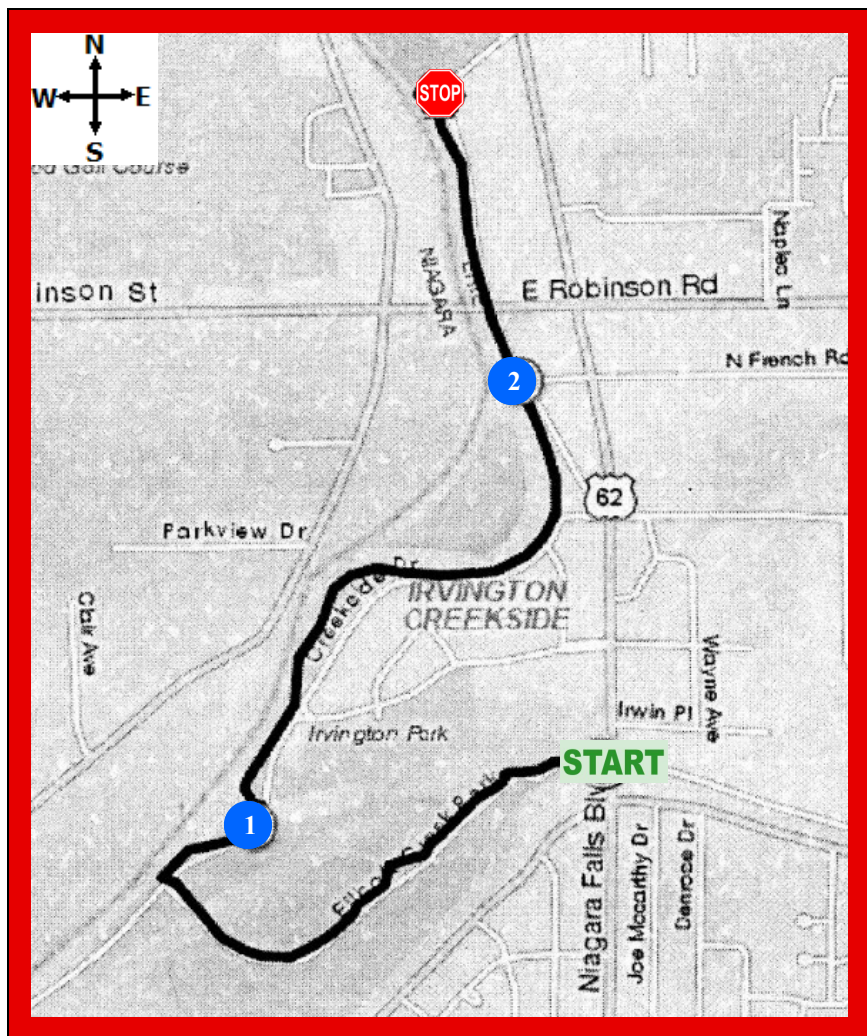 N
W E
S
STOP
Golf Course
NIAGARA
Naples Ln
inson St
E Robinson Rd
N French Rd
2
62
Parkview Dr
Creekside Dr
IRVINGTON
CREEKSIDE
Clair Ave
Wayne Ave
Irwin Pl
Irvington Park
START
1
Ellicott Creek Park
Niagara Falls Blv
Joe Mccarthy Dr
Denrose Dr